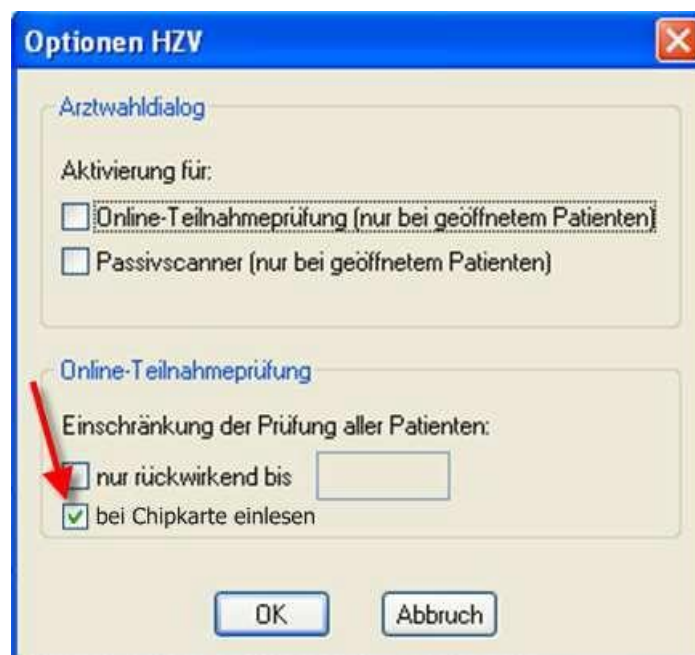 Optionen HZV
Arztwahldialog
Aktivierung für:
Online-Teilnahmeprüfung (nur bei geöffnetem Patienten)
Passivscanner (nur bei geöffnetem Patienten)
Online-Teilnahmeprüfung
Einschränkung der Prüfung aller Patienten:
nur rückwirkend bis
bei Chipkarte einlesen
OK Abbruch